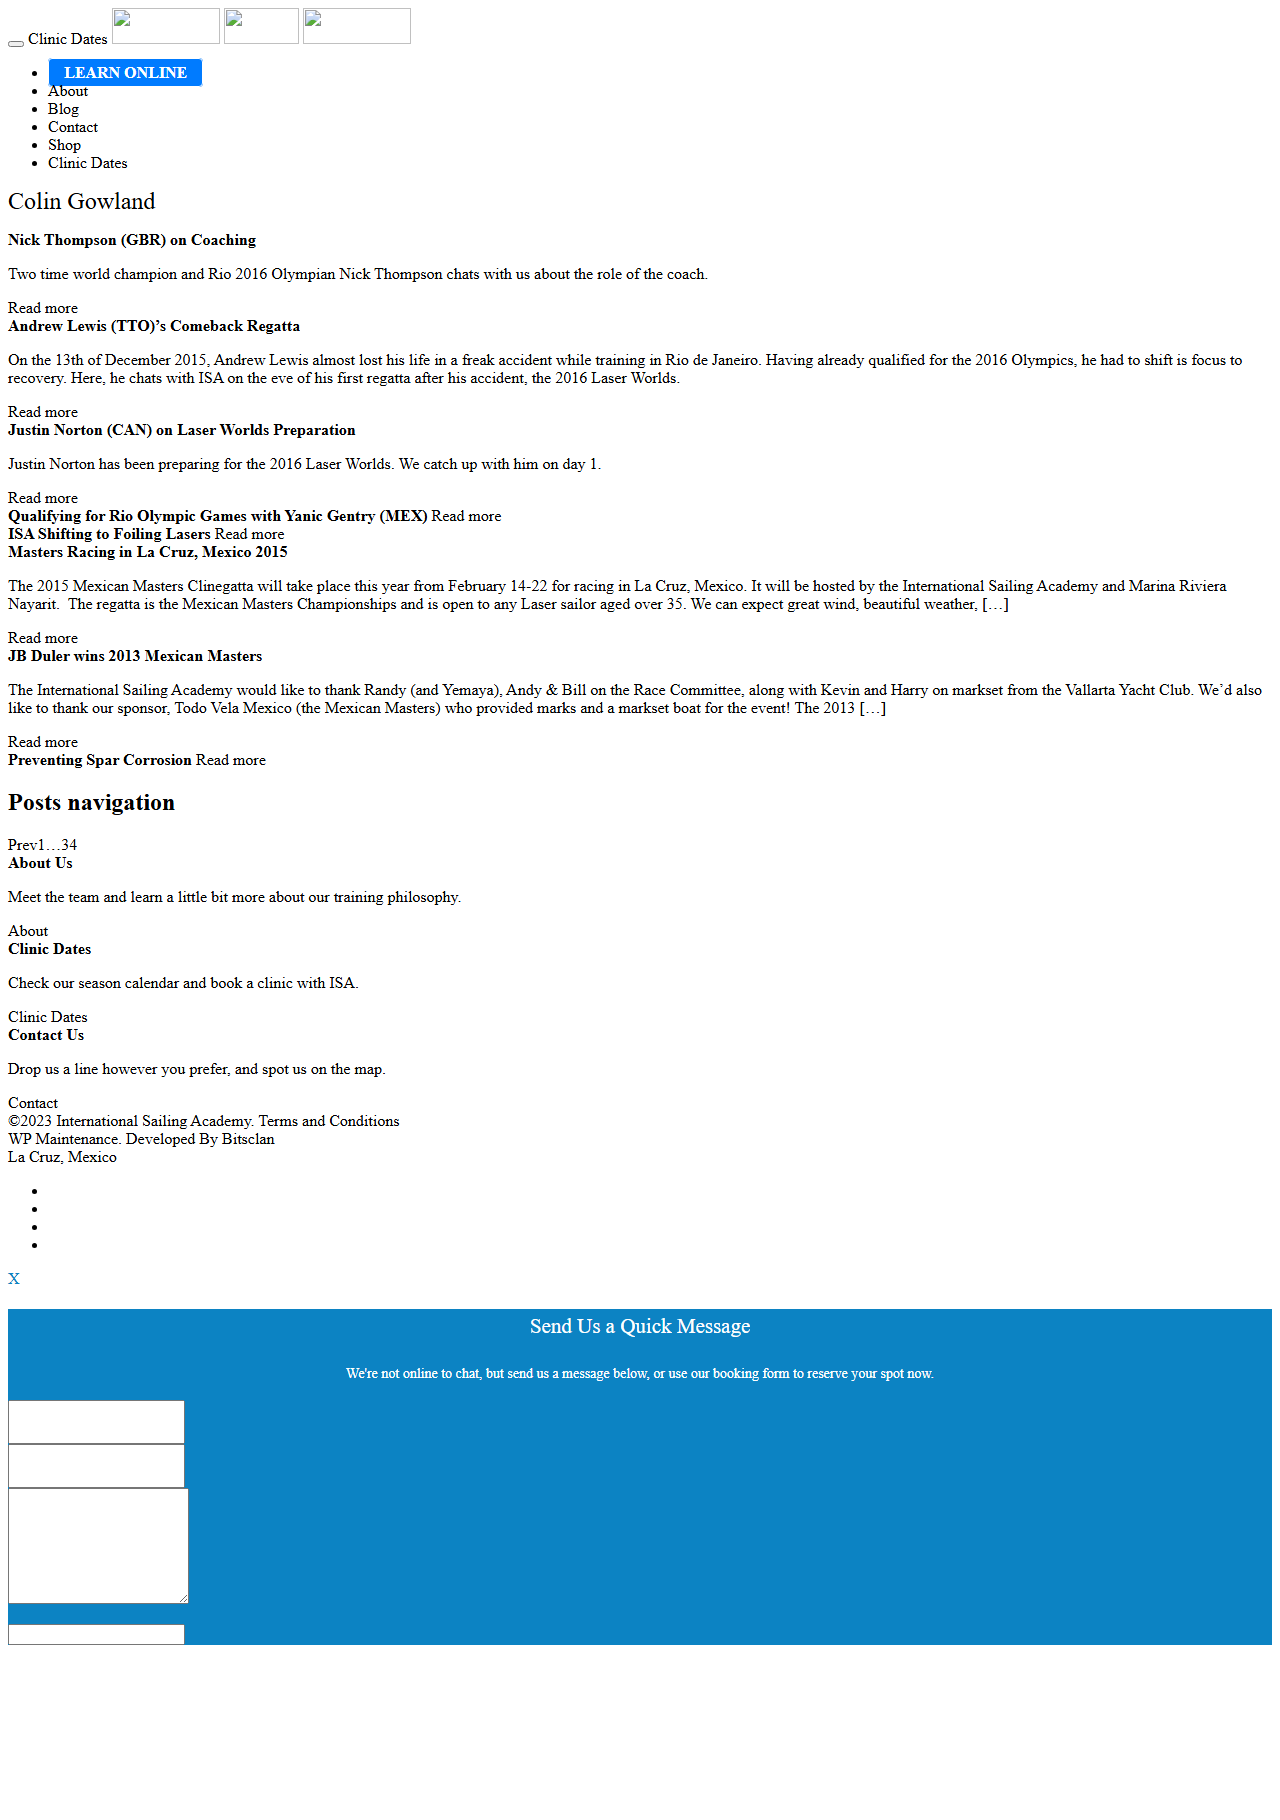 Clinic Dates
LEARN ONLINE
About
Blog
Contact
Shop
Clinic Dates
Colin Gowland
Nick Thompson (GBR) on Coaching
Two time world champion and Rio 2016 Olympian Nick Thompson chats with us about the role of the coach.
Read more
Andrew Lewis (TTO)’s Comeback Regatta
On the 13th of December 2015, Andrew Lewis almost lost his life in a freak accident while training in Rio de Janeiro. Having already qualified for the 2016 Olympics, he had to shift is focus to
recovery. Here, he chats with ISA on the eve of his first regatta after his accident, the 2016 Laser Worlds.
Read more
Justin Norton (CAN) on Laser Worlds Preparation
Justin Norton has been preparing for the 2016 Laser Worlds. We catch up with him on day 1.
Read more
Qualifying for Rio Olympic Games with Yanic Gentry (MEX) Read more
ISA Shifting to Foiling Lasers Read more
Masters Racing in La Cruz, Mexico 2015
The 2015 Mexican Masters Clinegatta will take place this year from February 14-22 for racing in La Cruz, Mexico. It will be hosted by the International Sailing Academy and Marina Riviera
Nayarit.  The regatta is the Mexican Masters Championships and is open to any Laser sailor aged over 35. We can expect great wind, beautiful weather, […]
Read more
JB Duler wins 2013 Mexican Masters
The International Sailing Academy would like to thank Randy (and Yemaya), Andy & Bill on the Race Committee, along with Kevin and Harry on markset from the Vallarta Yacht Club. We’d also
like to thank our sponsor, Todo Vela Mexico (the Mexican Masters) who provided marks and a markset boat for the event! The 2013 […]
Read more
Preventing Spar Corrosion Read more
Posts navigation
Prev1…34
About Us
Meet the team and learn a little bit more about our training philosophy.
About
Clinic Dates
Check our season calendar and book a clinic with ISA.
Clinic Dates
Contact Us
Drop us a line however you prefer, and spot us on the map.
Contact
©2023 International Sailing Academy. Terms and Conditions
WP Maintenance. Developed By Bitsclan
La Cruz, Mexico
X
Send Us a Quick Message
We're not online to chat, but send us a message below, or use our booking form to reserve your spot now.